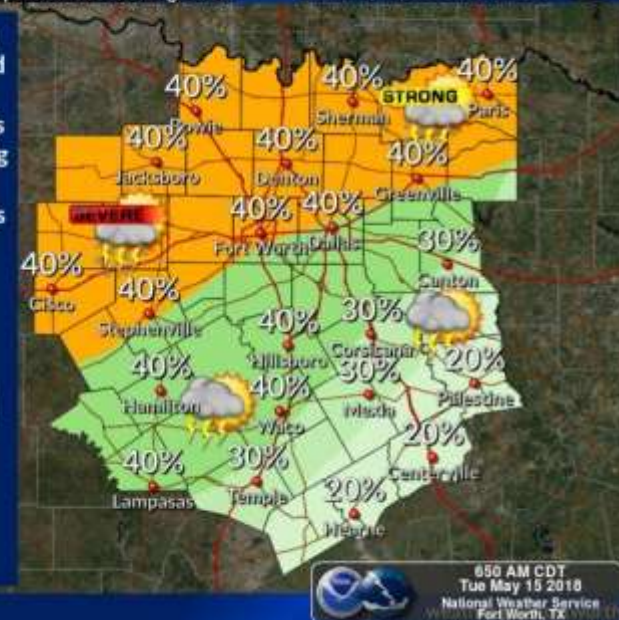 40%
Bowie
40%
Sherman
STRONG
40%
Paris
40%
Jacksboro
40%
Denton
40%
Greenville
SEVERE
40%
Fort Worth
40%
Dallas
30%
Canton
40%
Cisco
40%
Stephenville
40%
Hillsboro
30%
Corsicana
40%
Hamilton
40%
Waco
30%
Mexia
20%
Palestine
40%
Lampasas
30%
Temple
20%
Centerville
20%
Hearne
650 AM CDT
Tue May 15 2018
National Weather Service
Fort Worth, TX